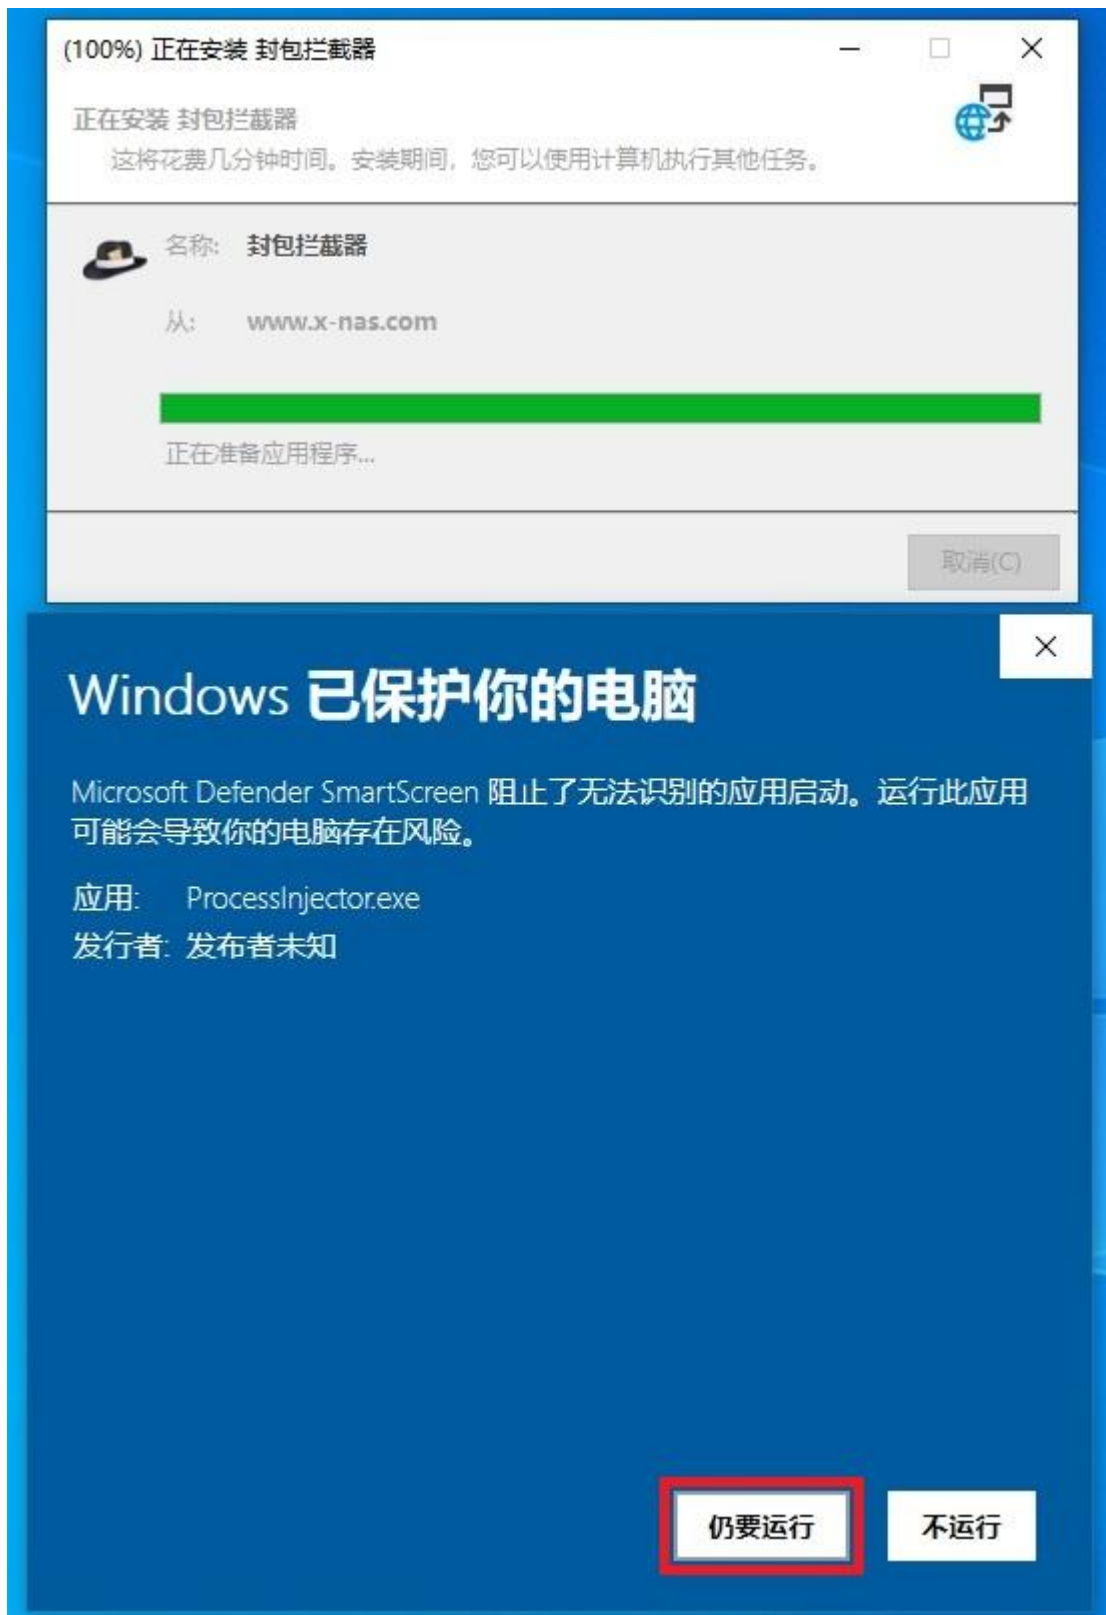 (100%) 正在安装 封包拦截器
正在安装 封包拦截器
这将花费几分钟时间。安装期间，您可以使用计算机执行其他任务。
名称: 封包拦截器
从: www.x-nas.com
正在准备应用程序...
取消(C)
Windows 已保护你的电脑
Microsoft Defender SmartScreen 阻止了无法识别的应用启动。运行此应用
可能会导致你的电脑存在风险。
应用: ProcessInjector.exe
发行者: 发布者未知
仍要运行 不运行